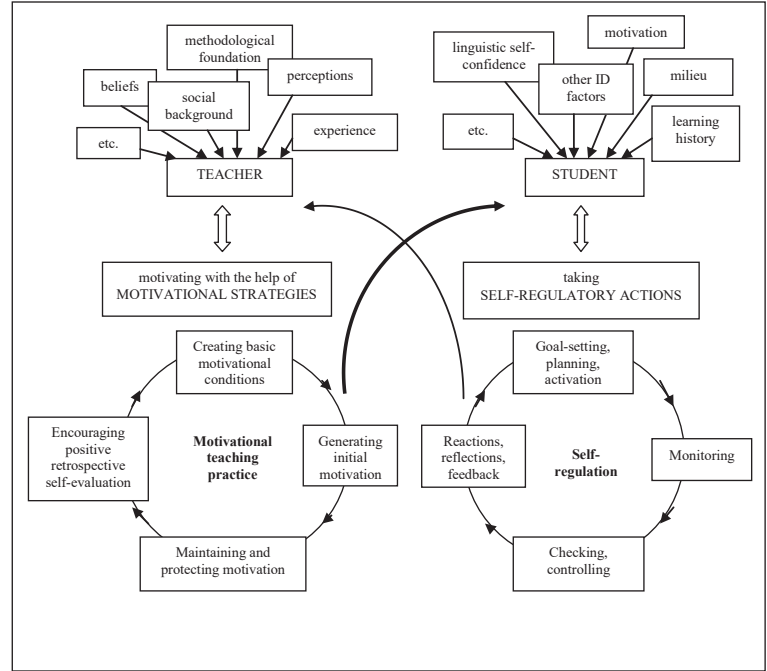 methodological
foundation
perceptions
beliefs
social
background
etc.
experience
TEACHER
motivating with the help of
MOTIVATIONAL STRATEGIES
Creating basic
motivational
conditions
Encouraging
positive
retrospective
self-evaluation
Motivational
teaching
practice
Generating
initial
motivation
Maintaining and
protecting motivation
motivation
linguistic self-
confidence
other ID
factors
milieu
etc.
learning
history
STUDENT
taking
SELF-REGULATORY ACTIONS
Goal-setting,
planning,
activation
Reactions,
reflections,
feedback
Self-
regulation
Monitoring
Checking,
controlling